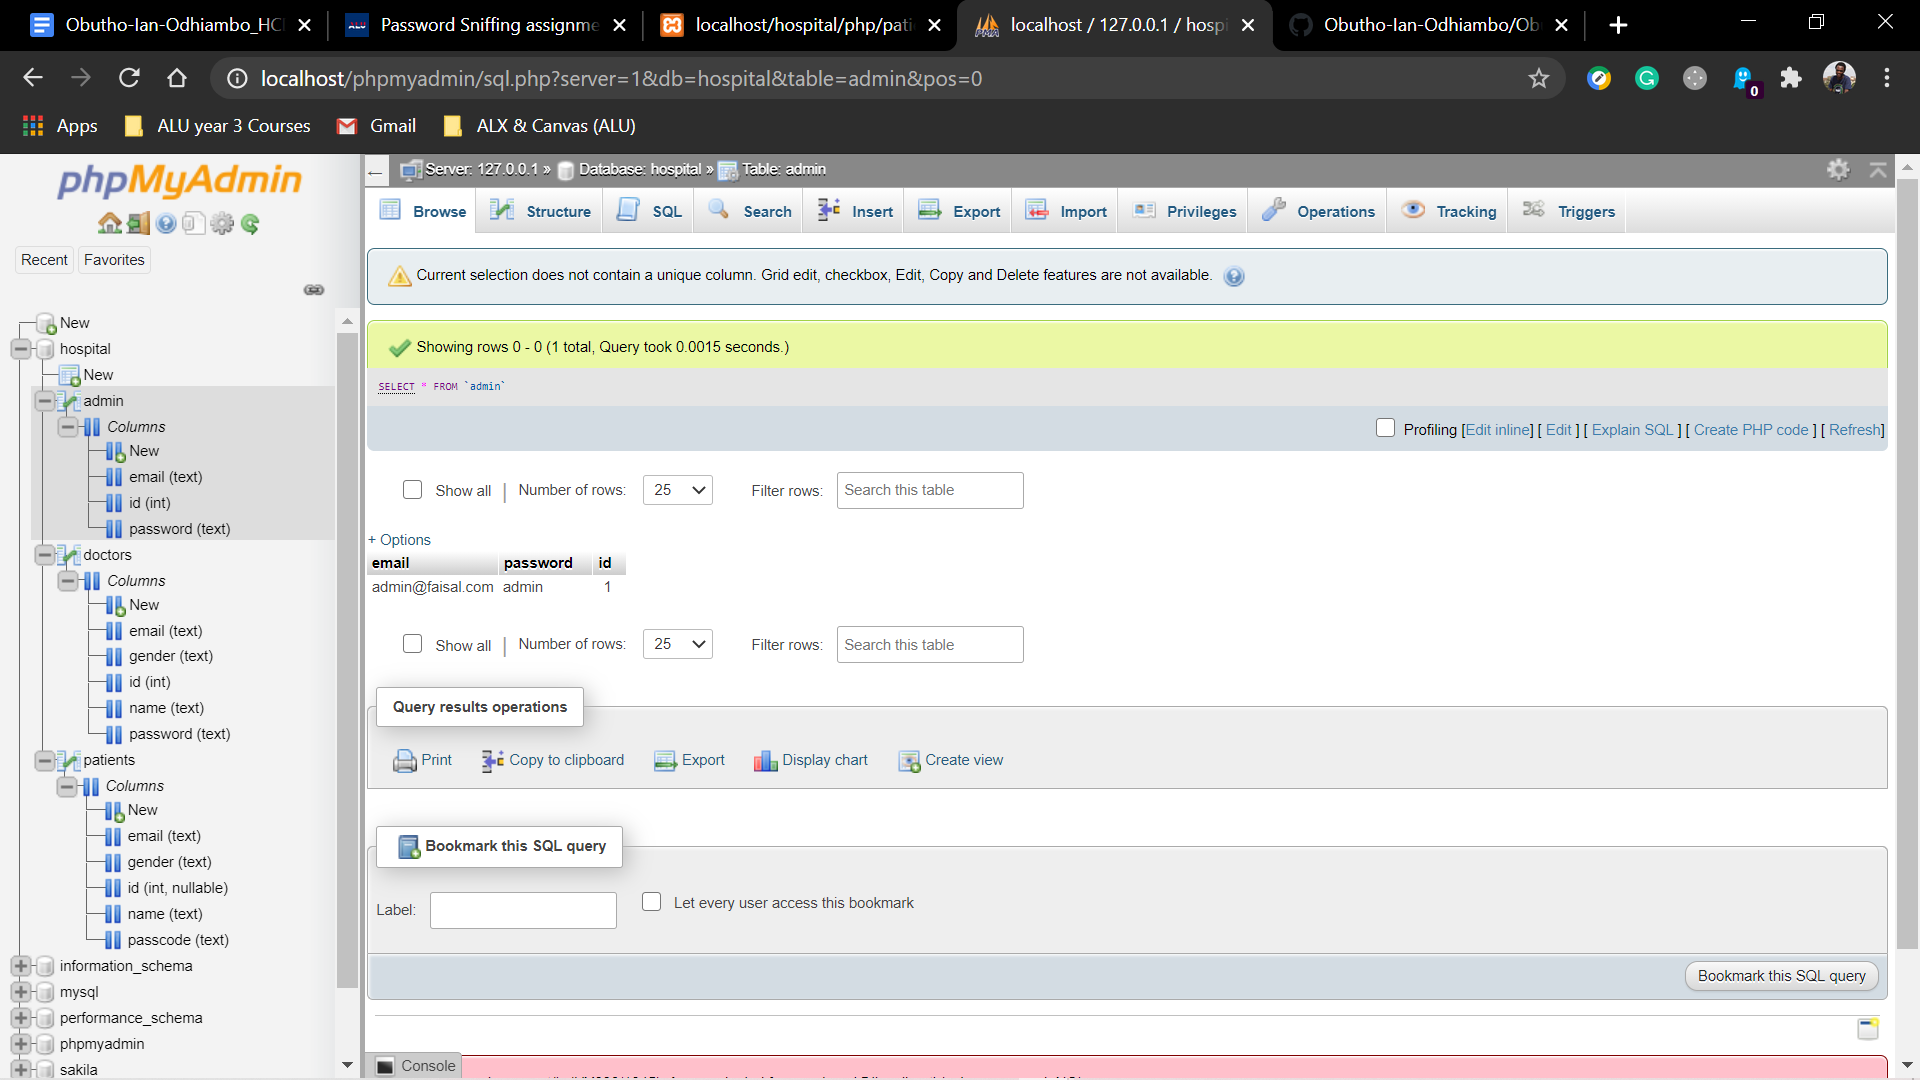 Obutho-Ian-Odhiambo_HC
Password Sniffing assignme
localhost/hospital/php/pati
localhost / 127.0.0.1 / hospi
Obutho-Ian-Odhiambo/Ob
localhost/phpmyadmin/sql.php?server=1&db=hospital&table=admin&pos=0
0
Apps
ALU year 3 Courses
Gmail
ALX & Canvas (ALU)
phpMyAdmin
Recent
Favorites
New
hospital
New
admin
Columns
New
email (text)
id (int)
password (text)
doctors
Columns
New
email (text)
gender (text)
id (int)
name (text)
password (text)
patients
Columns
New
email (text)
gender (text)
id (int, nullable)
name (text)
passcode (text)
information_schema
mysql
performance_schema
phpmyadmin
sakila
Server: 127.0.0.1 » Database: hospital » Table: admin
Browse Structure SQL Search Insert Export Import Privileges Operations Tracking Triggers
Current selection does not contain a unique column. Grid edit, checkbox, Edit, Copy and Delete features are not available.
Showing rows 0 - 0 (1 total, Query took 0.0015 seconds.)
SELECT * FROM `admin`
Profiling [Edit inline] [ Edit ] [ Explain SQL ] [ Create PHP code ] [ Refresh]
Show all | Number of rows: 25 Filter rows: Search this table
+ Options
email password id
admin@faisal.com admin 1
Show all | Number of rows: 25 Filter rows: Search this table
Query results operations
Print Copy to clipboard Export Display chart Create view
Bookmark this SQL query
Label: Let every user access this bookmark
Bookmark this SQL query
Console